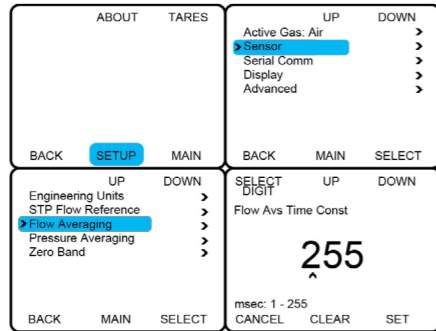 ABOUT TARES
BACK SETUP MAIN
UP DOWN
Active Gas: Air >
> Sensor >
Serial Comm >
Display >
Advanced >
BACK MAIN SELECT
UP DOWN
Engineering Units >
STP Flow Reference >
> Flow Averaging >
Pressure Averaging >
Zero Band >
BACK MAIN SELECT
SELECT UP DOWN
DIGIT
Flow Avs Time Const
255
^
msec: 1 - 255
CANCEL CLEAR SET